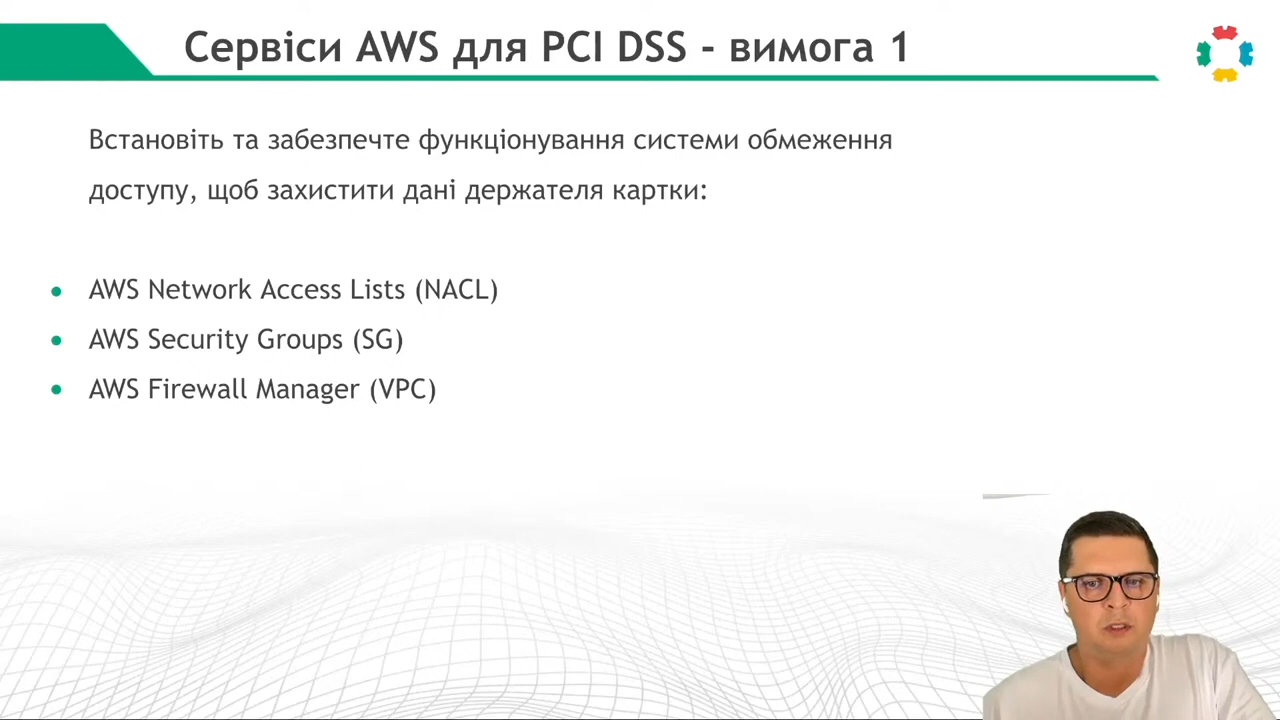 Сервіси AWS для PCI DSS - вимога 1
Встановіть та забезпечте функціонування системи обмеження
доступу, щоб захистити дані держателя картки:
AWS Network Access Lists (NACL)
AWS Security Groups (SG)
AWS Firewall Manager (VPC)